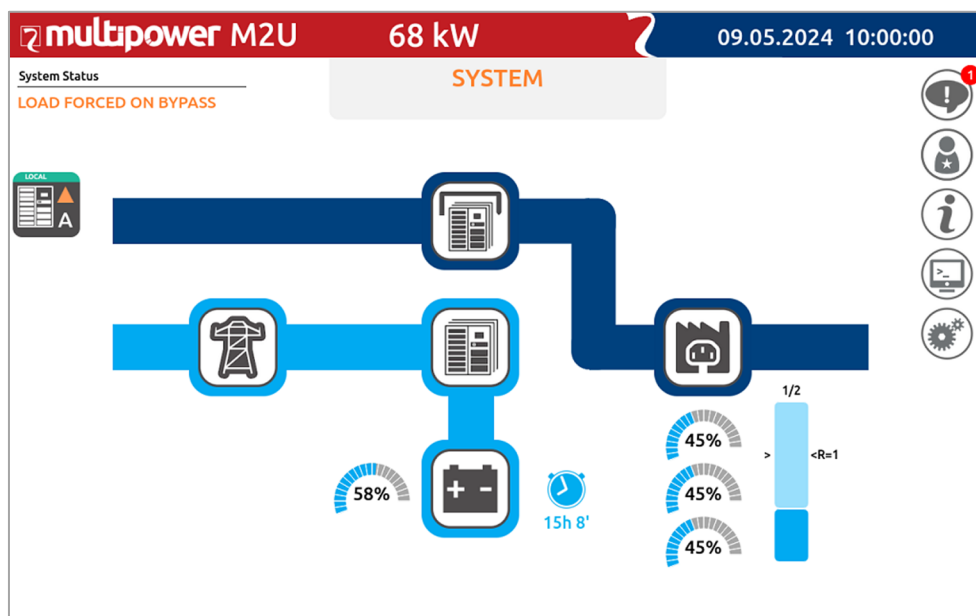 multipower M2U 68 kW 09.05.2024 10:00:00
System Status
LOAD FORCED ON BYPASS
SYSTEM
1
LOCAL
A
1/2
45%
> <R=1
58%
45%
15h 8'
45%